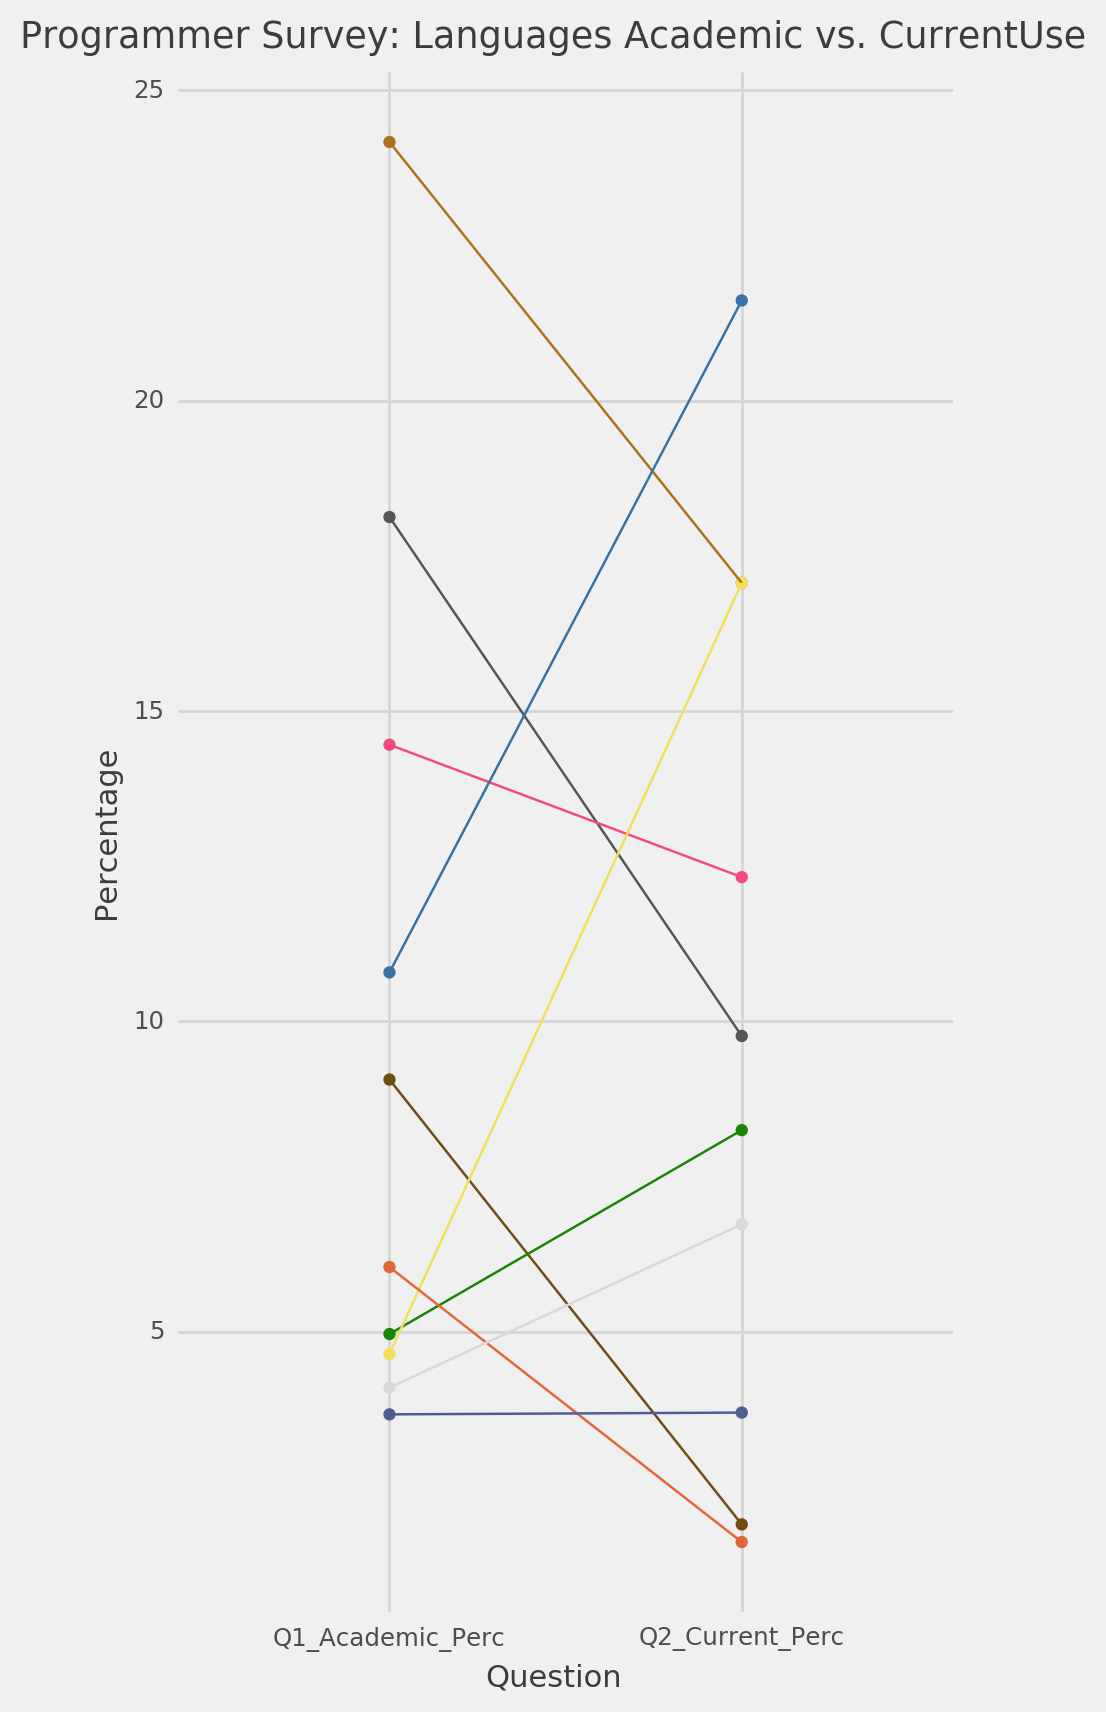 Programmer Survey: Languages Academic vs. CurrentUse
25
20
15
10
5
Percentage
Q1_Academic_Perc
Q2_Current_Perc
Question